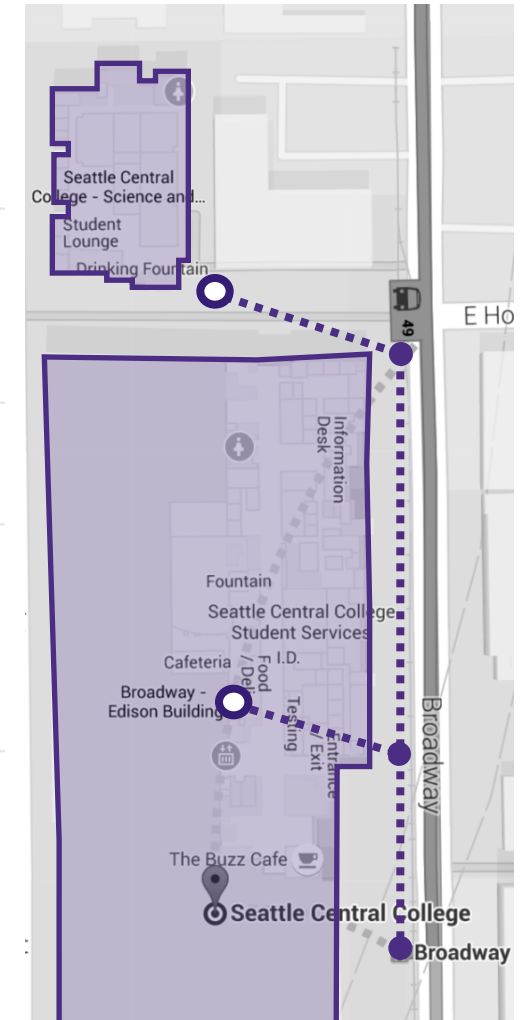 Seattle Central
College - Science and...
Student
Lounge
Drinking Fountain
49
E Ho
Information
Desk
Fountain
Seattle Central College
Student Services
I.D.
Cafeteria
Food
/ Deli
Broadway -
Edison Building
Testing
Entrance
/ Exit
Broadway
The Buzz Cafe
Seattle Central College
Broadway